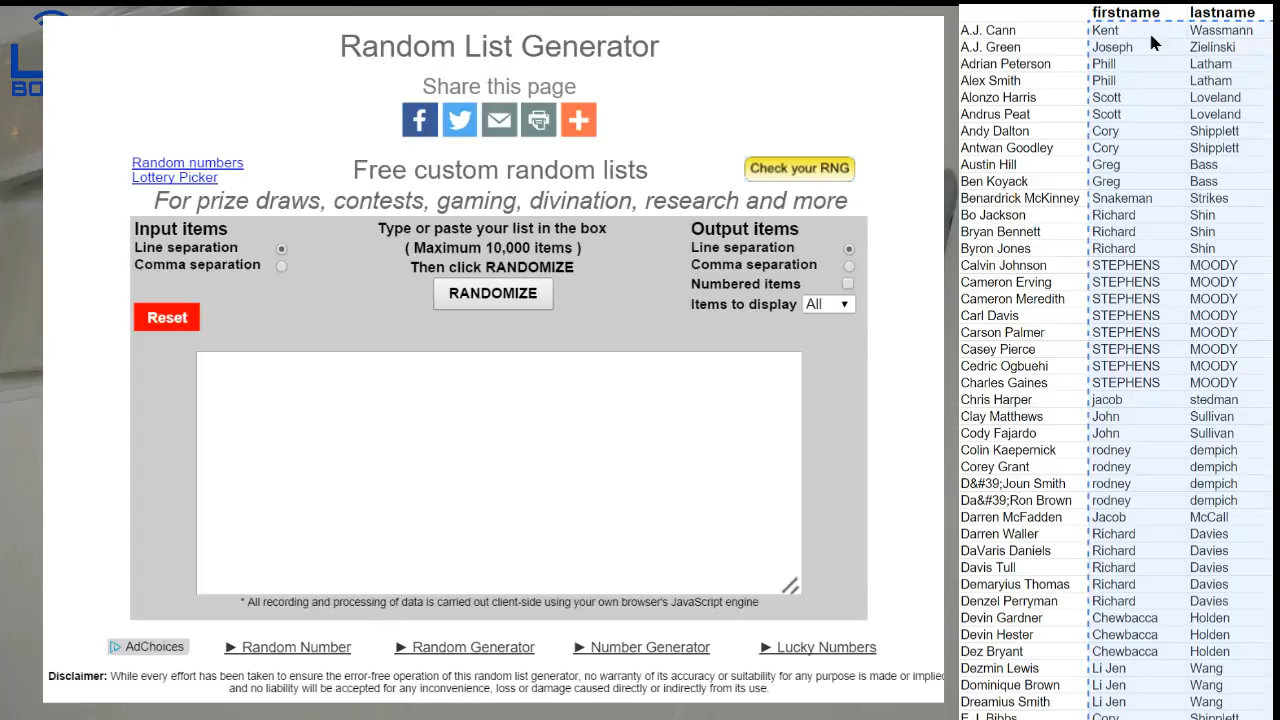 Random List Generator
Share this page
Random numbers
Lottery Picker
Free custom random lists
Check your RNG
For prize draws, contests, gaming, divination, research and more
Input items
Line separation
Comma separation
Reset
Type or paste your list in the box
( Maximum 10,000 items )
Then click RANDOMIZE
RANDOMIZE
Output items
Line separation
Comma separation
Numbered items
Items to display All
* All recording and processing of data is carried out client-side using your own browser's JavaScript engine
AdChoices
► Random Number
► Random Generator
► Number Generator
► Lucky Numbers
Disclaimer: While every effort has been taken to ensure the error-free operation of this random list generator, no warranty of its accuracy or suitability for any purpose is made or implied
and no liability will be accepted for any inconvenience, loss or damage caused directly or indirectly from its use.
firstname lastname
A.J. Cann Kent Wassmann
A.J. Green Joseph Zielinski
Adrian Peterson Phill Latham
Alex Smith Phill Latham
Alonzo Harris Scott Loveland
Andrus Peat Scott Loveland
Andy Dalton Cory Shipplett
Antwan Goodley Cory Shipplett
Austin Hill Greg Bass
Ben Koyack Greg Bass
Benardrick McKinney Snakeman Strikes
Bo Jackson Richard Shin
Bryan Bennett Richard Shin
Byron Jones Richard Shin
Calvin Johnson STEPHENS MOODY
Cameron Erving STEPHENS MOODY
Cameron Meredith STEPHENS MOODY
Carl Davis STEPHENS MOODY
Carson Palmer STEPHENS MOODY
Casey Pierce STEPHENS MOODY
Cedric Ogbuehi STEPHENS MOODY
Charles Gaines STEPHENS MOODY
Chris Harper jacob stedman
Clay Matthews John Sullivan
Cody Fajardo John Sullivan
Colin Kaepernick rodney dempich
Corey Grant rodney dempich
D&#39;Joun Smith rodney dempich
Da&#39;Ron Brown rodney dempich
Darren McFadden Jacob McCall
Darren Waller Richard Davies
DaVaris Daniels Richard Davies
Davis Tull Richard Davies
Demaryius Thomas Richard Davies
Denzel Perryman Richard Davies
Devin Gardner Chewbacca Holden
Devin Hester Chewbacca Holden
Dez Bryant Chewbacca Holden
Dezmin Lewis Li Jen Wang
Dominique Brown Li Jen Wang
Dreamius Smith Li Jen Wang
E.J. Bibbs Cory Shipplett